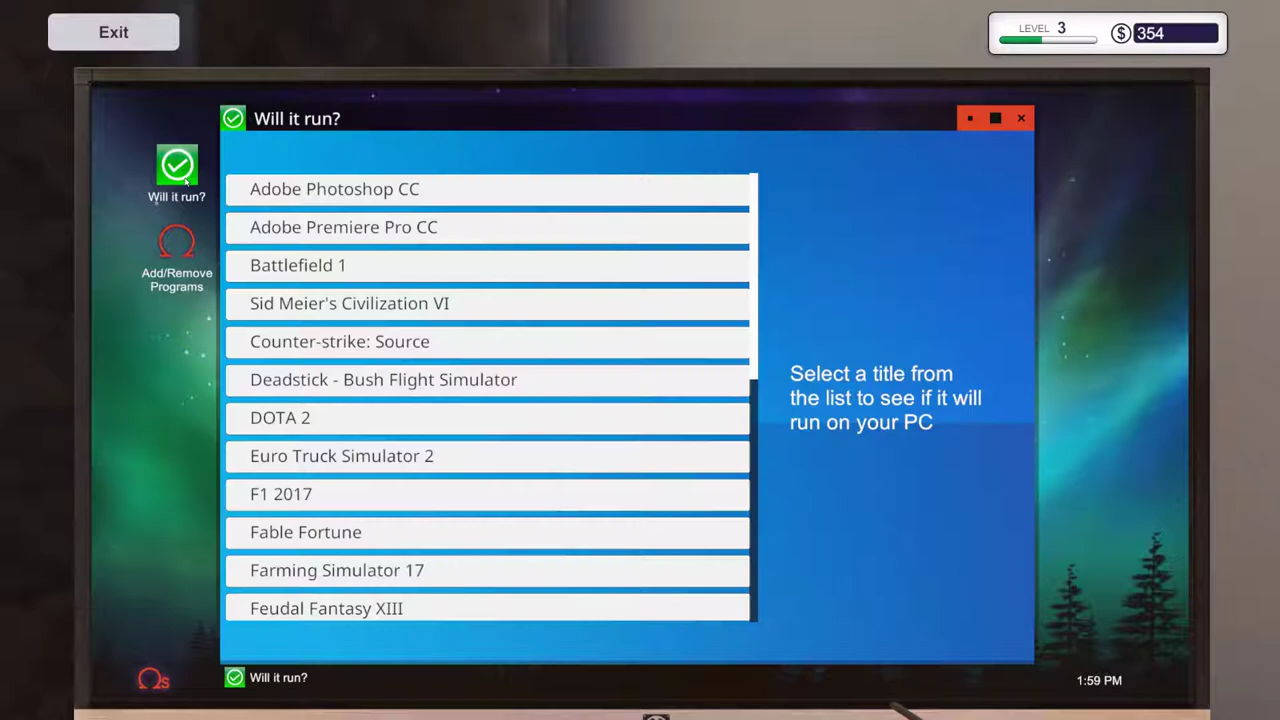 Exit
LEVEL 3
$ 354
Will it run?
Will it run?
Add/Remove
Programs
Adobe Photoshop CC
Adobe Premiere Pro CC
Battlefield 1
Sid Meier's Civilization VI
Counter-strike: Source
Deadstick - Bush Flight Simulator
DOTA 2
Euro Truck Simulator 2
F1 2017
Fable Fortune
Farming Simulator 17
Feudal Fantasy XIII
Select a title from
the list to see if it will
run on your PC
Ωs
Will it run?
1:59 PM